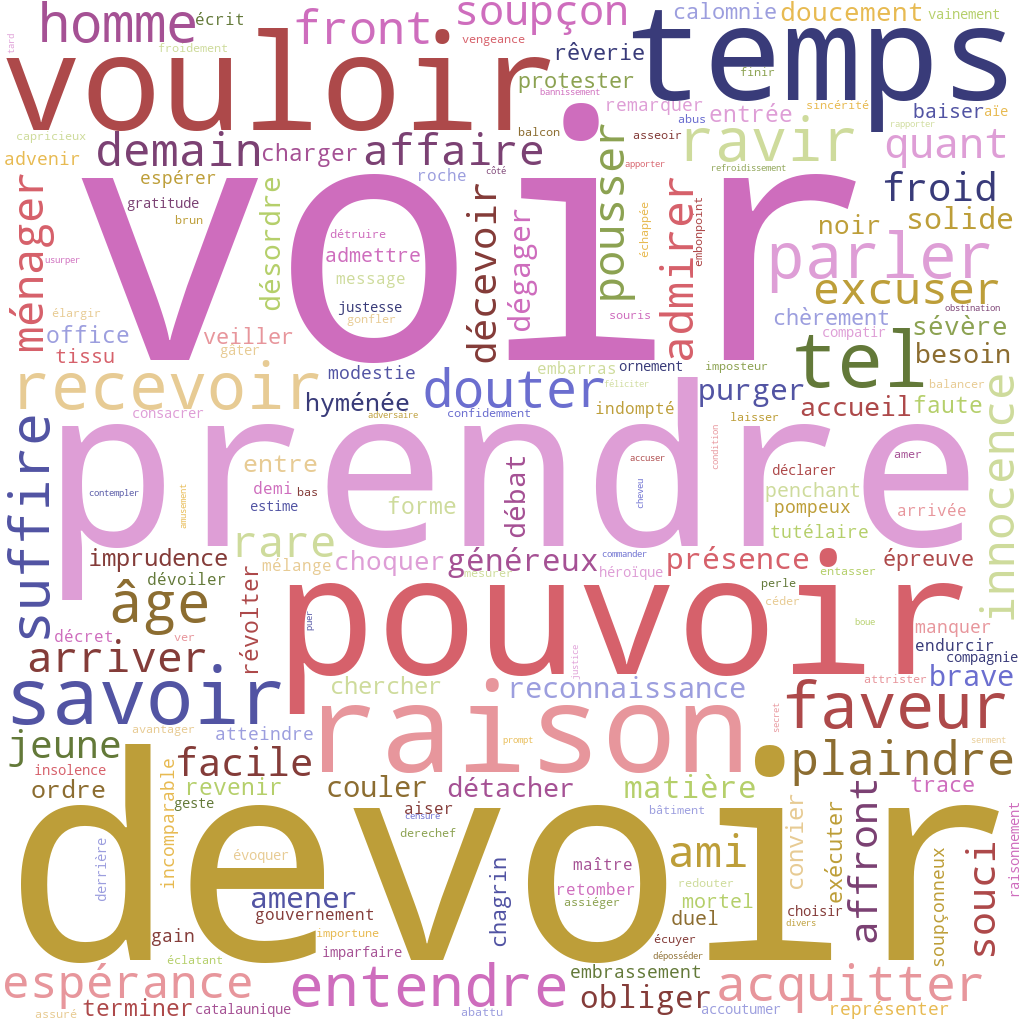 homme
écrit
front
soupçon
calomnie
doucement
vainement
tard
froidement
vouloir
vengeance
rêverie
temps
finir
protester
bannissement
remarquer
entrée
sincérité
baiser
aïe
capricieux
balcon
abus
asseoir
ravir
rapporter
quant
advenir
demain
charger
affaire
roche
côté
apporter
refroidissement
froid
espérer
gratitude
brun
voir
ménager
usurper
désordre
détruire
admettre
message
justesse
gonfler
décevoir
dégager
pousser
échappée
souris
admirer
embonpoint
noir
solide
parler
excuser
obstination
élargir
office
tissu
veiller
gâter
chèrement
compatir
sévère
besoin
tel
recevoir
modestie
hyménée
douter
embarras
ornement
féliciter
imposteur
purger
balancer
consacrer
adversaire
confidemment
indompté
laisser
accueil
faute
suffire
prendre
innocence
entre
demi
bas
estime
contempler
amusement
forme
débat
accuser
cheveu
condition
déclarer
penchant
pompeux
tutélaire
amer
arrivée
imprudence
rare
mélange
choquer
généreux
mesurer
commander
héroïque
présence
entasser
épreuve
dévoiler
âge
révolter
puer
pouvoir
perle
céder
boue
manquer
décret
ver
arriver
justice
endurcir
compagnie
savoir
chercher
reconnaissance
attrister
brave
avantager
atteindre
raison
prompt
secret
faveur
serment
jeune
insolence
facile
plaindre
ordre
revenir
incomparable
geste
couler
aiser
détacher
matière
trace
devoir
censure
derechef
bâtiment
derrière
évoquer
maître
ami
convier
exécuter
affront
raisonnement
amener
gouvernement
chagrin
retomber
assiéger
redouter
mortel
duel
choisir
divers
soupçonneux
souci
gain
importune
imparfaire
écuyer
déposséder
éclatant
espérance
entendre
embrassement
acquitter
assuré
terminer
catalaunique
abattu
obliger
accoutumer
représenter